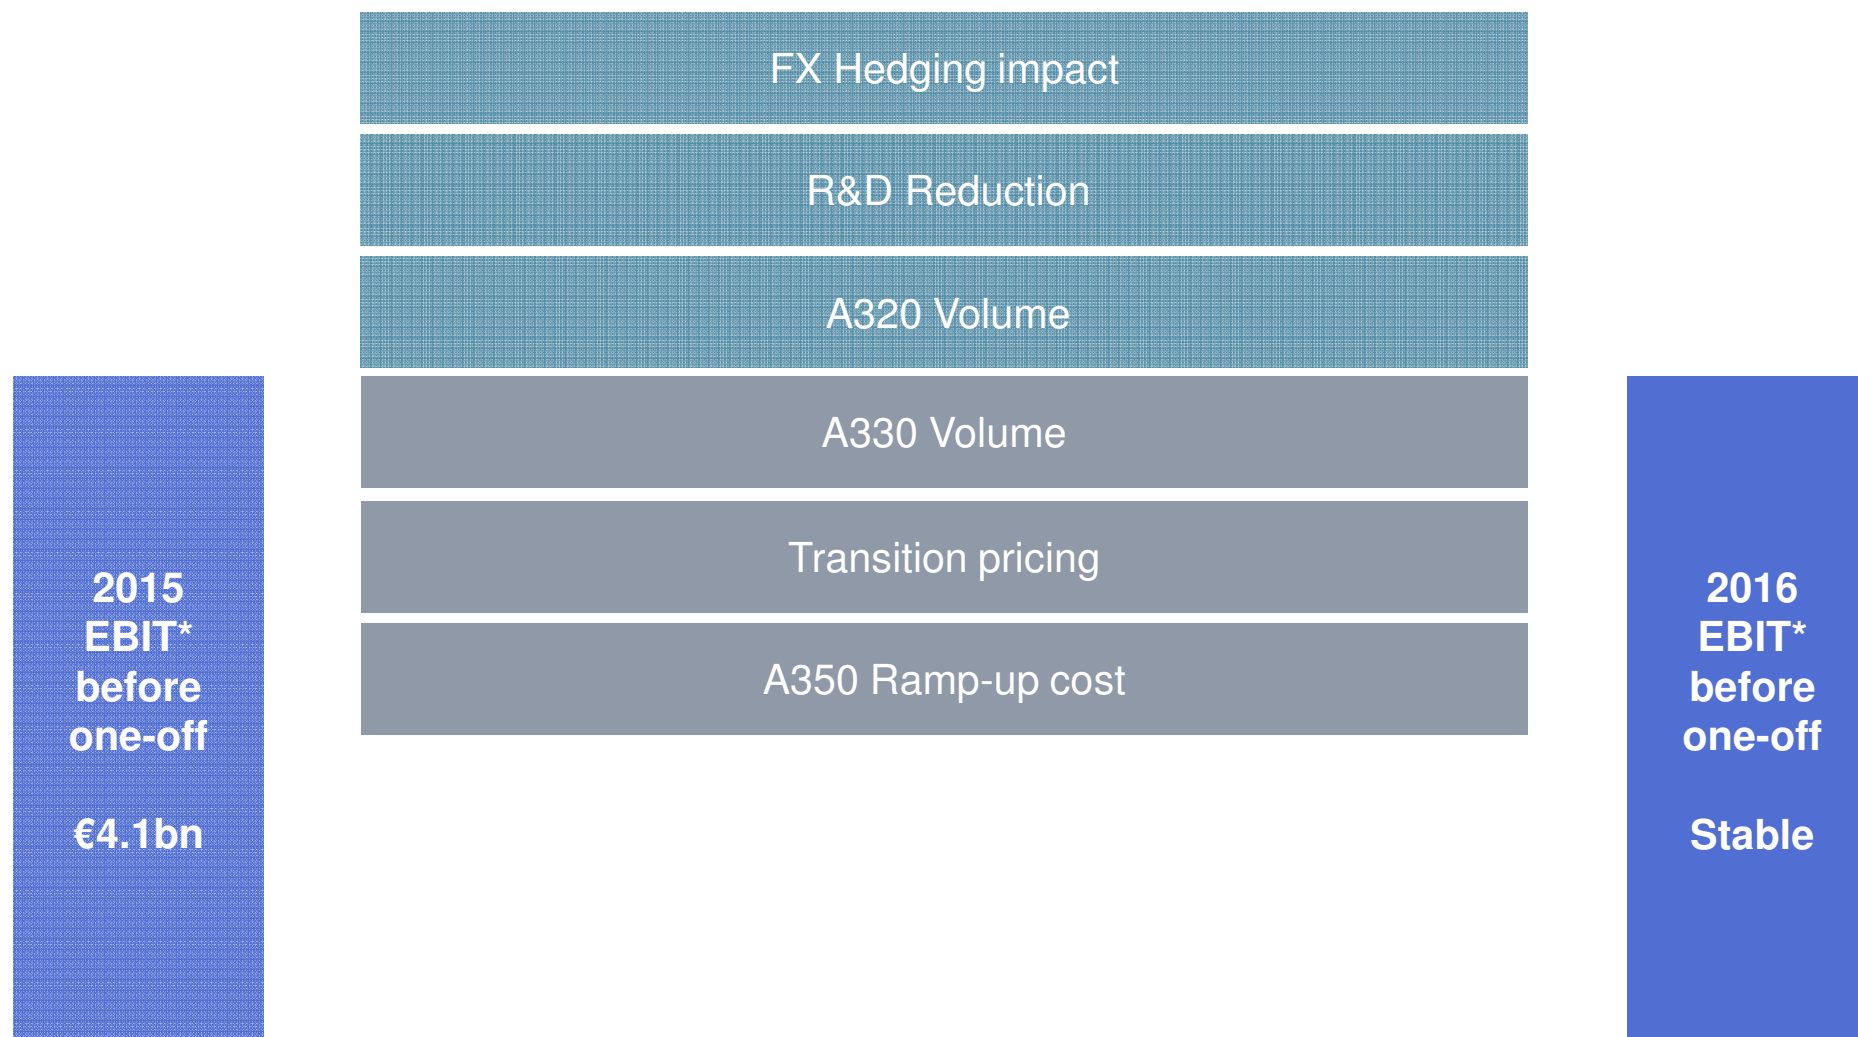 FX Hedging impact
R&D Reduction
A320 Volume
A330 Volume
Transition pricing
A350 Ramp-up cost
2015
EBIT*
before
one-off
€4.1bn
2016
EBIT*
before
one-off
Stable